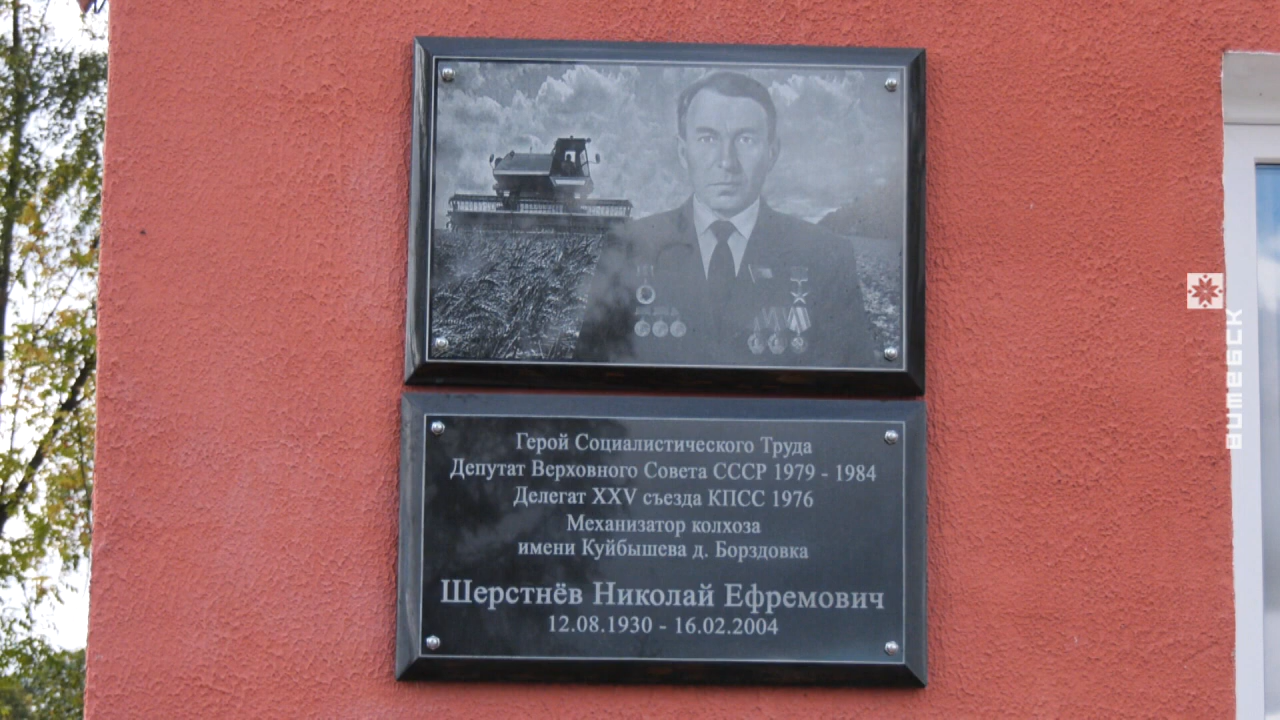 Герой Социалистического Труда
Депутат Верховного Совета СССР 1979 - 1984
Делегат XXV съезда КПСС 1976
Механизатор колхоза
имени Куйбышева д. Борздовка
Шерстнёв Николай Ефремович
12.08.1930 - 16.02.2004
витебск